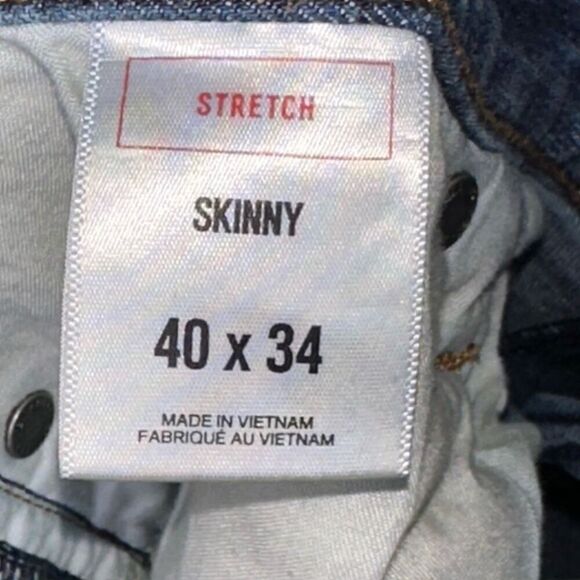 STRETCH
SKINNY
40 x 34
MADE IN VIETNAM
FABRIQUÉ AU VIETNAM